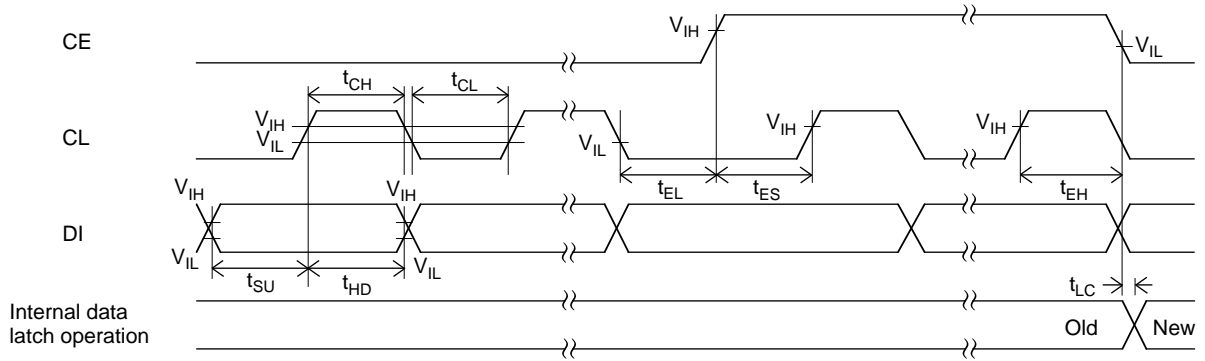 CE
V_IH
V_IL
t_CH
t_CL
CL
V_IH
V_IL
V_IL
V_IH
V_IH
t_EL
t_ES
t_EH
DI
V_IH
V_IH
V_IL
V_IL
t_SU
t_HD
t_LC
Internal data
latch operation
Old
New